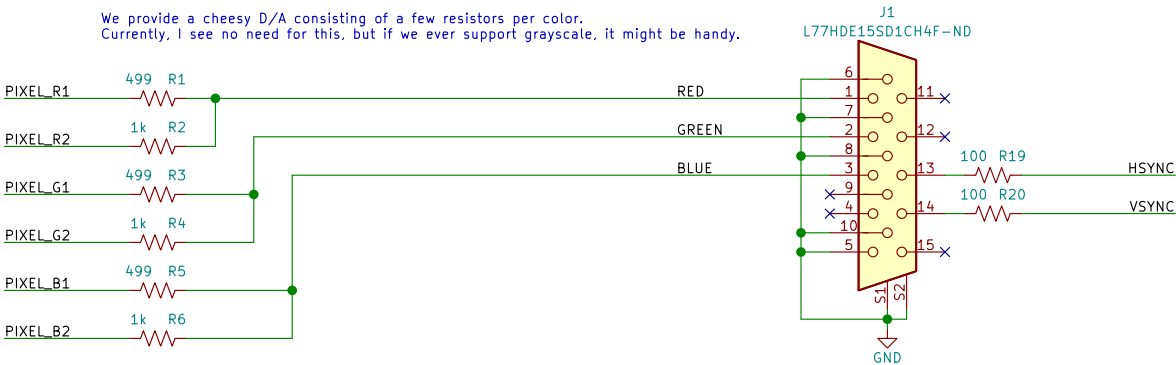 We provide a cheesy D/A consisting of a few resistors per color.
Currently, I see no need for this, but if we ever support grayscale, it might be handy.
J1
L77HDE15SD1CH4F-ND
PIXEL_R1
499 R1
RED
6
1
11
PIXEL_R2
1k R2
7
GREEN
2
12
8
PIXEL_G1
499 R3
BLUE
3
13
100 R19
HSYNC
9
PIXEL_G2
1k R4
4
14
100 R20
VSYNC
10
PIXEL_B1
499 R5
5
15
S1
S2
PIXEL_B2
1k R6
GND